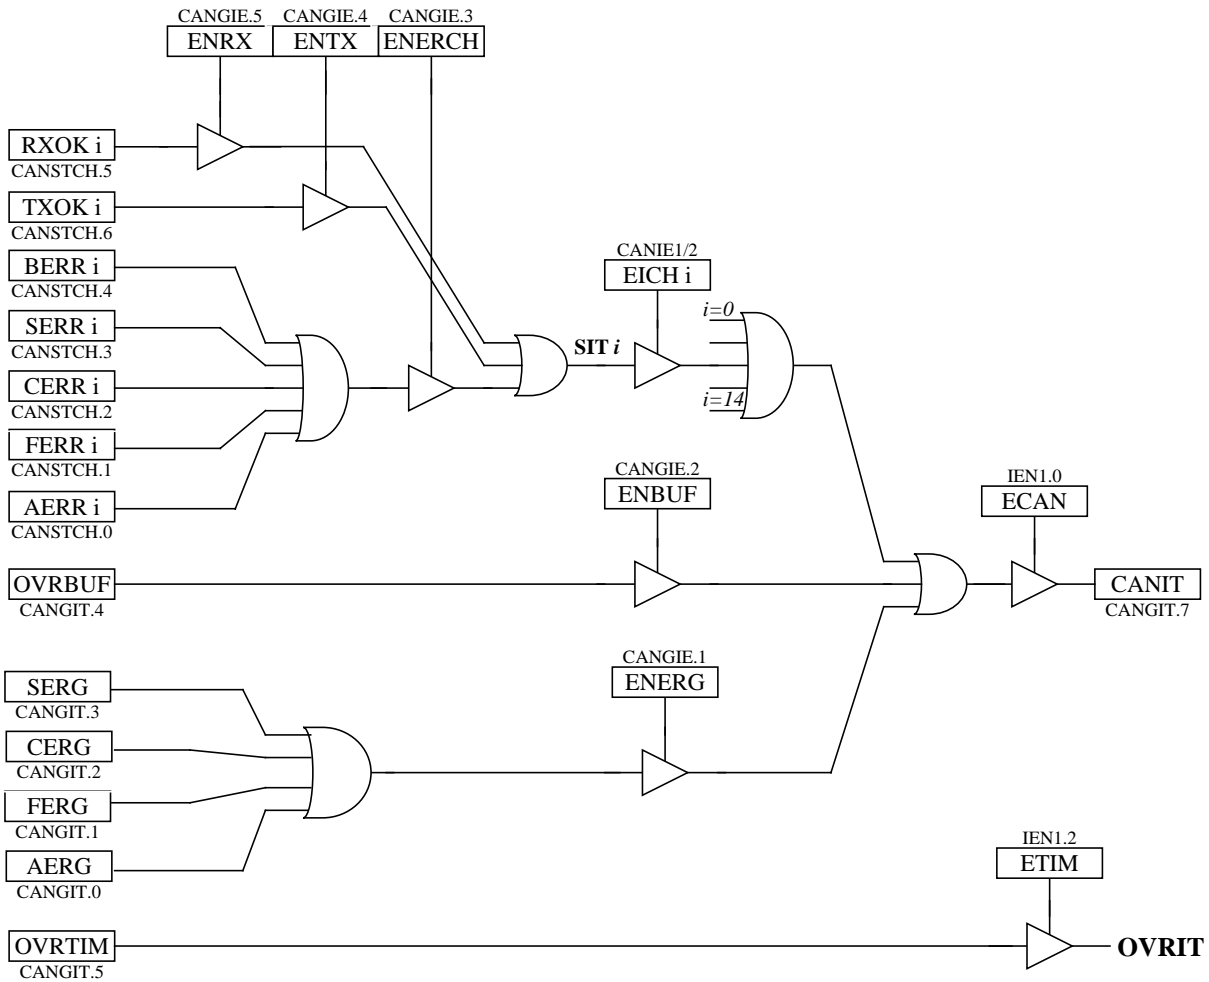 CANGIE.5 CANGIE.4 CANGIE.3
ENRX ENTX ENERCH
RXOK i
CANSTCH.5
TXOK i
CANSTCH.6
BERR i
CANSTCH.4
SERR i
CANSTCH.3
CERR i
CANSTCH.2
FERR i
CANSTCH.1
AERR i
CANSTCH.0
SIT i
CANIE1/2
EICH i
i=0
i=14
CANGIE.2
ENBUF
OVRBUF
CANGIT.4
IEN1.0
ECAN
CANIT
CANGIT.7
CANGIE.1
ENERG
SERG
CANGIT.3
CERG
CANGIT.2
FERG
CANGIT.1
AERG
CANGIT.0
IEN1.2
ETIM
OVRTIM
CANGIT.5
OVRIT